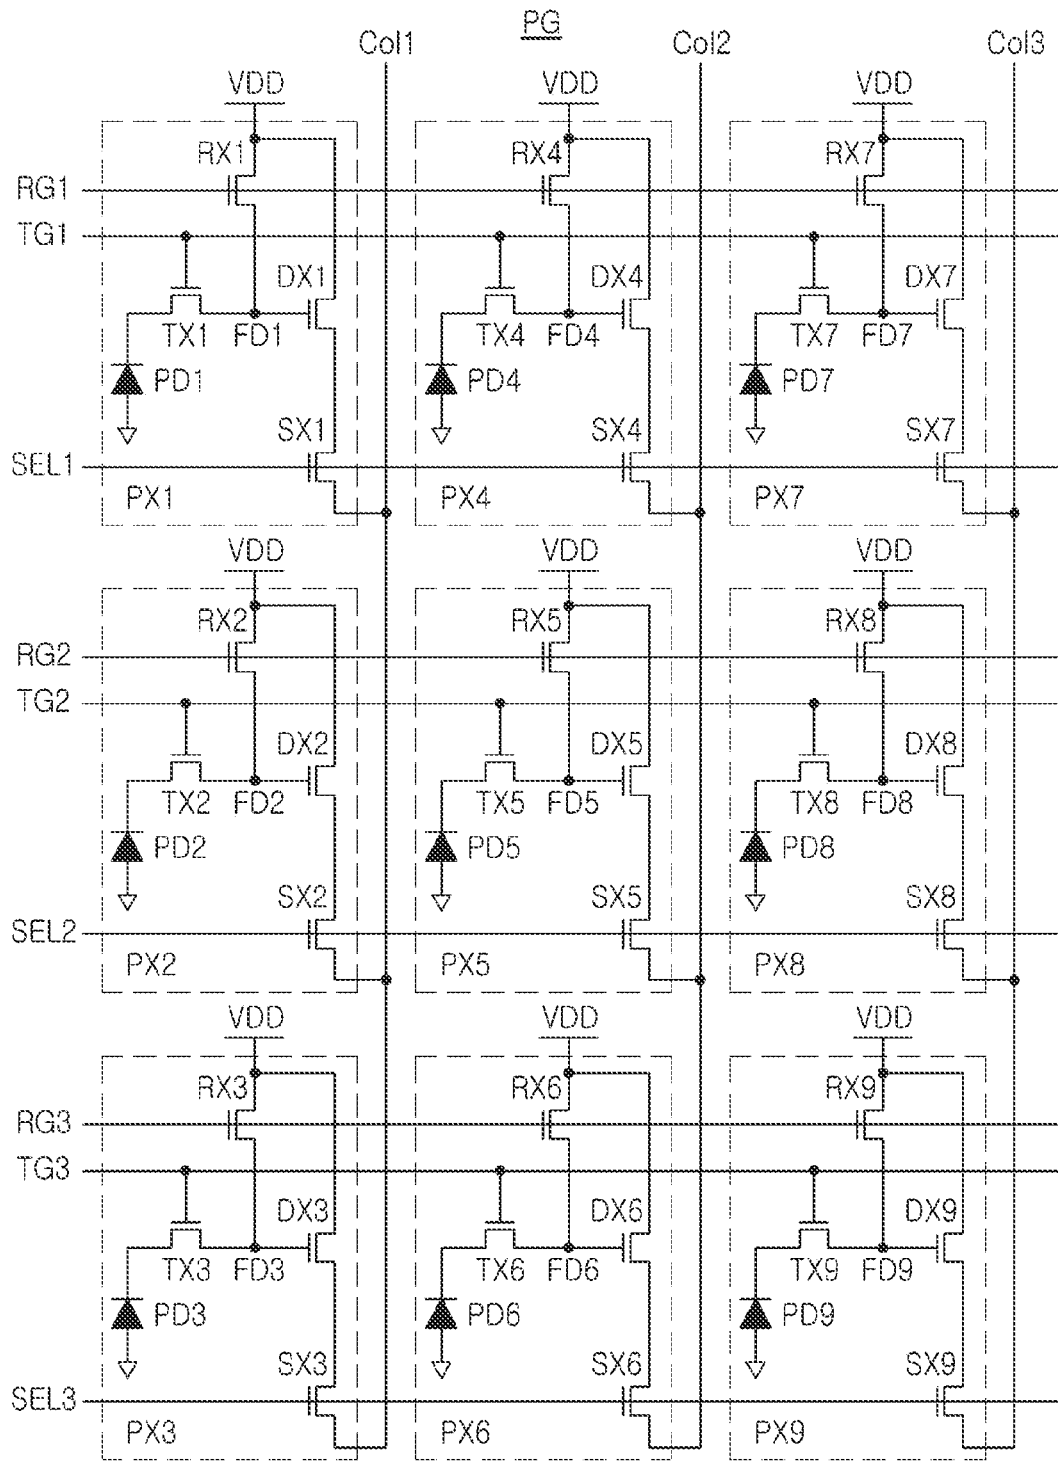 PG
Col1 Col2 Col3
VDD VDD VDD
RX1 RX4 RX7
RG1
TG1
DX1 DX4 DX7
TX1 FD1 TX4 FD4 TX7 FD7
PD1 PD4 PD7
SX1 SX4 SX7
SEL1
PX1 PX4 PX7
VDD VDD VDD
RX2 RX5 RX8
RG2
TG2
DX2 DX5 DX8
TX2 FD2 TX5 FD5 TX8 FD8
PD2 PD5 PD8
SX2 SX5 SX8
SEL2
PX2 PX5 PX8
VDD VDD VDD
RX3 RX6 RX9
RG3
TG3
DX3 DX6 DX9
TX3 FD3 TX6 FD6 TX9 FD9
PD3 PD6 PD9
SX3 SX6 SX9
SEL3
PX3 PX6 PX9